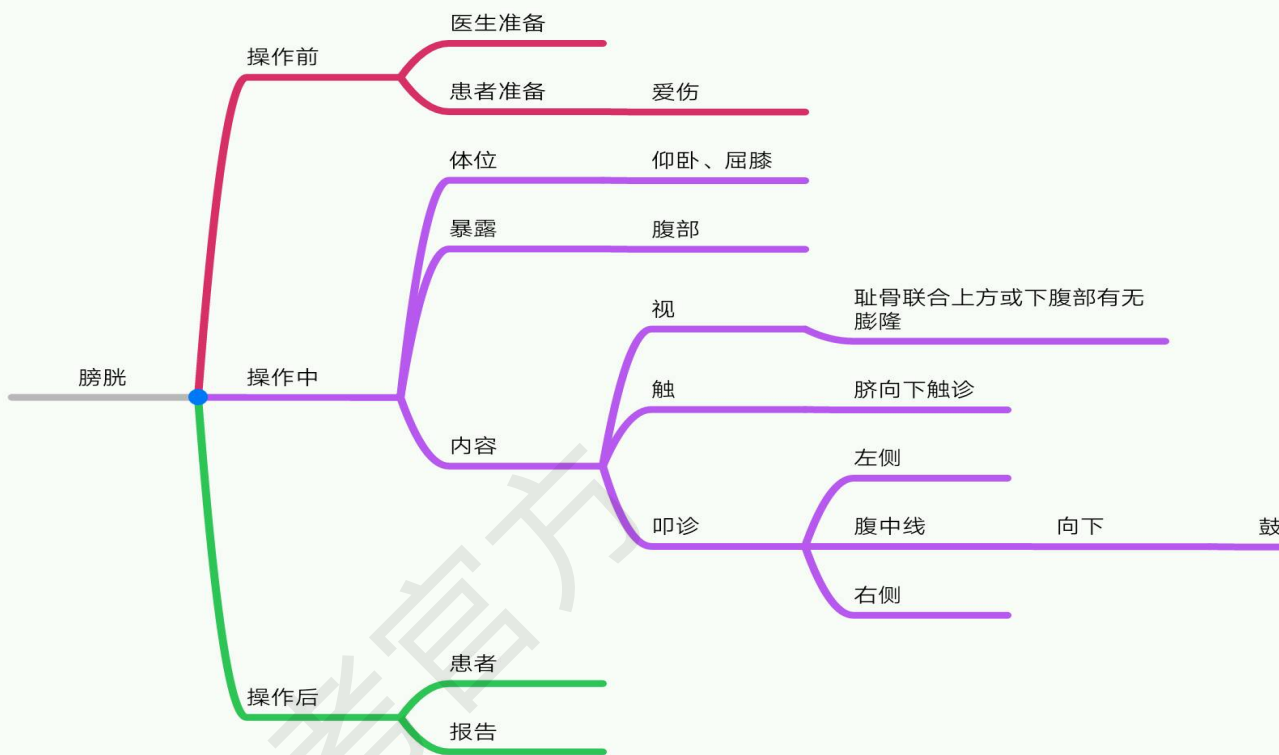 医生准备
操作前
患者准备
爱伤
体位
仰卧、屈膝
暴露
腹部
视
耻骨联合上方或下腹部有无
膨隆
膀胱
操作中
触
脐向下触诊
内容
左侧
叩诊
腹中线
向下
鼓
右侧
操作后
患者
报告
官方